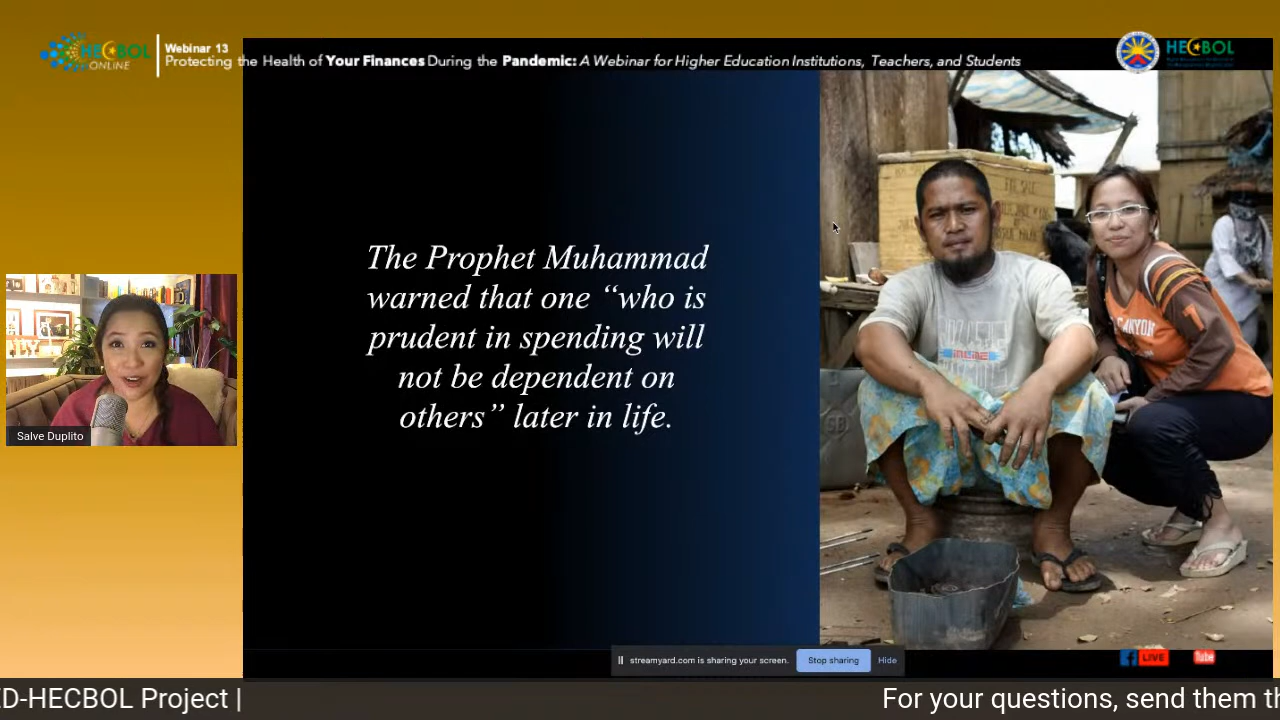 HECBOL
ONLINE
Webinar 13
Protecting the Health of Your Finances During the Pandemic: A Webinar for Higher Education Institutions, Teachers, and Students
HECBOL
The Prophet Muhammad
warned that one “who is
prudent in spending will
not be dependent on
others” later in life.
Salve Duplito
streamyard.com is sharing your screen.
Stop sharing
Hide
LIVE
ED-HECBOL Project |
For your questions, send them th